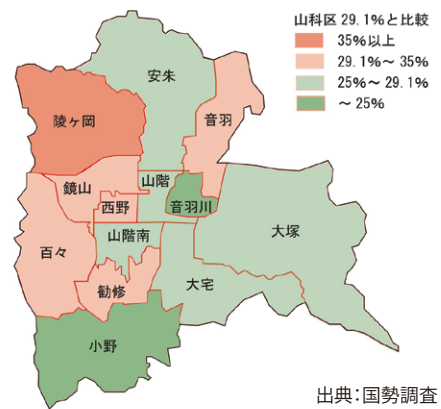 山科区 29.1%と比較
35%以上
29.1%～35%
25%～29.1%
～25%
安朱
陵ヶ岡
音羽
鏡山
山階
西野
音羽川
百々
山階南
大塚
勧修
大宅
小野
出典：国勢調査